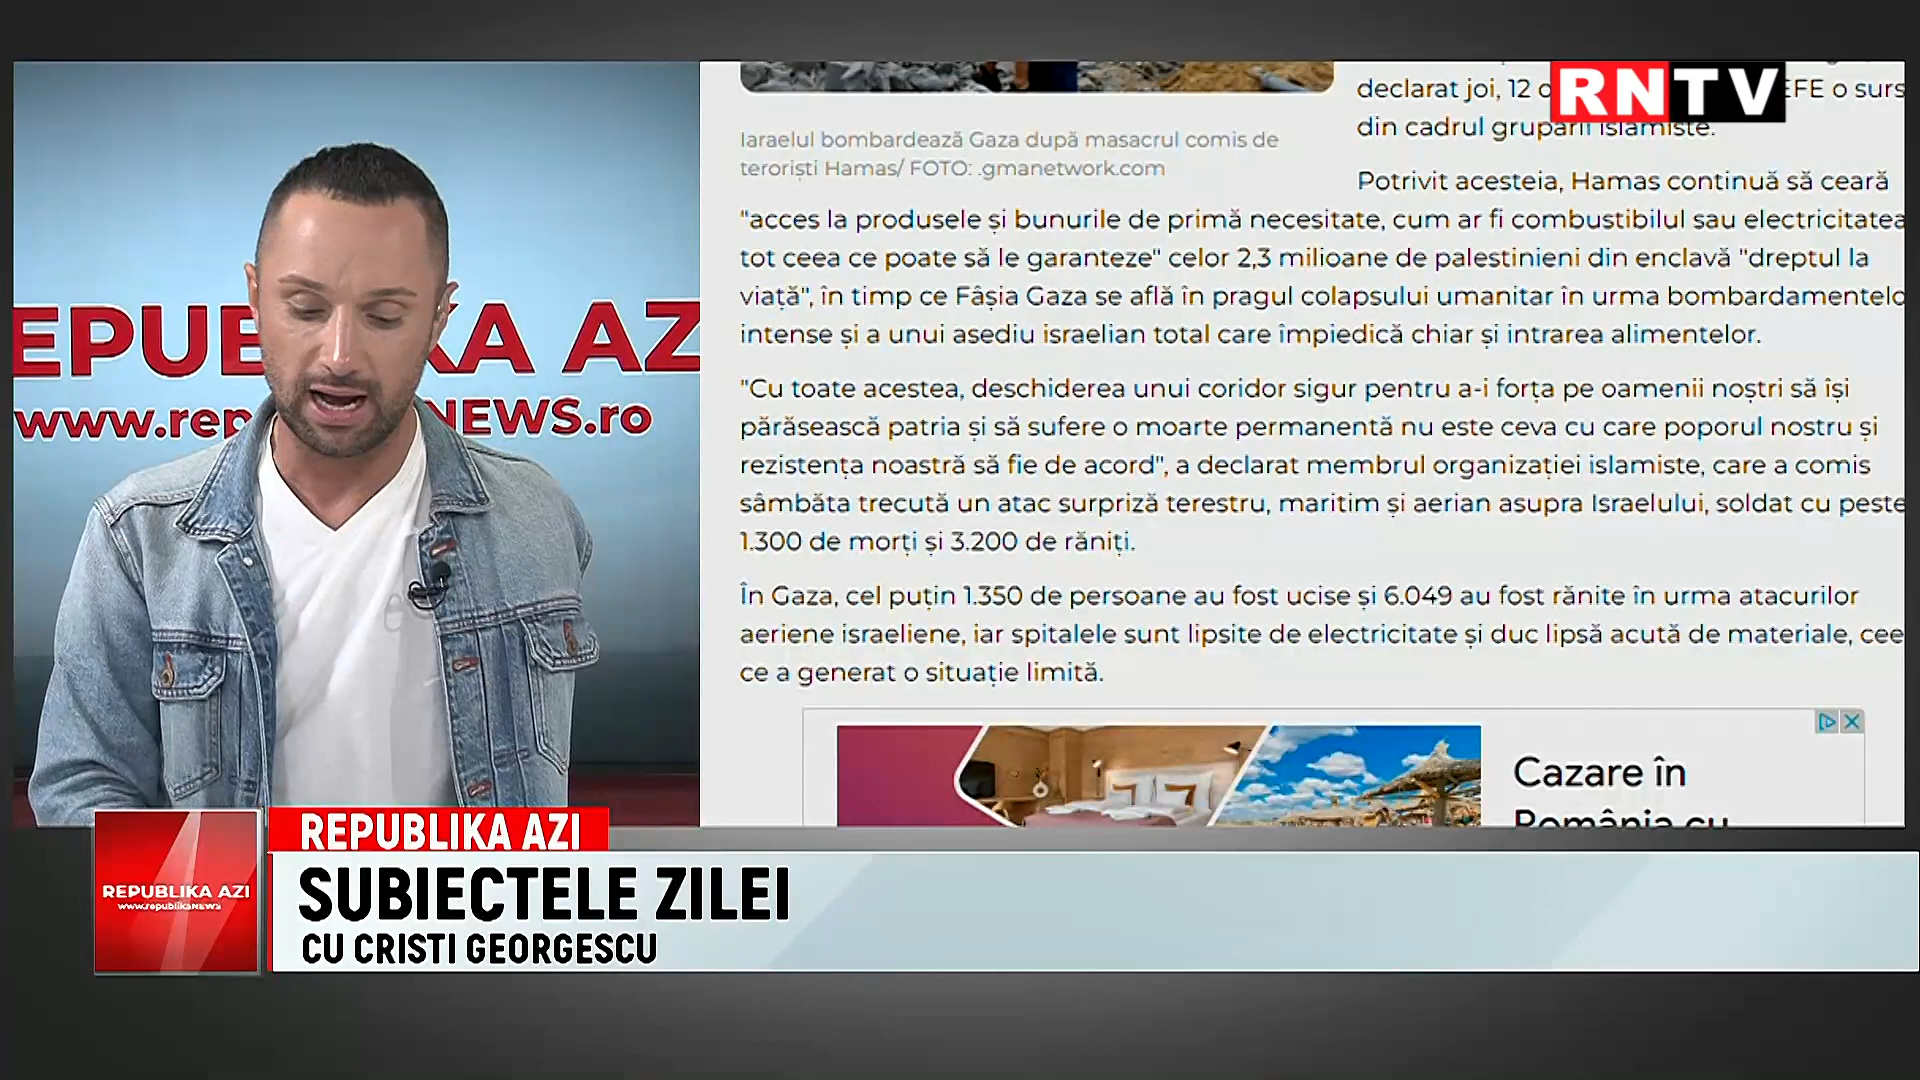 RNTV
declarat joi, 12 o EFE o surs
din cadrul grupării islamiste.
Iaraelul bombardează Gaza după masacrul comis de
teroriști Hamas/ FOTO: .gmanetwork.com
Potrivit acesteia, Hamas continuă să ceară
"acces la produsele și bunurile de primă necesitate, cum ar fi combustibilul sau electricitatea
tot ceea ce poate să le garanteze" celor 2,3 milioane de palestinieni din enclavă "dreptul la
viață", în timp ce Fâșia Gaza se află în pragul colapsului umanitar în urma bombardamentelo
intense și a unui asediu israelian total care împiedică chiar și intrarea alimentelor.
"Cu toate acestea, deschiderea unui coridor sigur pentru a-i forța pe oamenii noștri să își
părăsească patria și să sufere o moarte permanentă nu este ceva cu care poporul nostru și
rezistența noastră să fie de acord", a declarat membrul organizației islamiste, care a comis
sâmbăta trecută un atac surpriză terestru, maritim și aerian asupra Israelului, soldat cu peste
1.300 de morți și 3.200 de răniți.
În Gaza, cel puțin 1.350 de persoane au fost ucise și 6.049 au fost rănite în urma atacurilor
aeriene israeliene, iar spitalele sunt lipsite de electricitate și duc lipsă acută de materiale, cee
ce a generat o situație limită.
Cazare în
România cu
EPUB KA AZ
www.rep NEWS.ro
REPUBLIKA AZI
www.republikaNEWS
REPUBLIKA AZI
SUBIECTELE ZILEI
CU CRISTI GEORGESCU